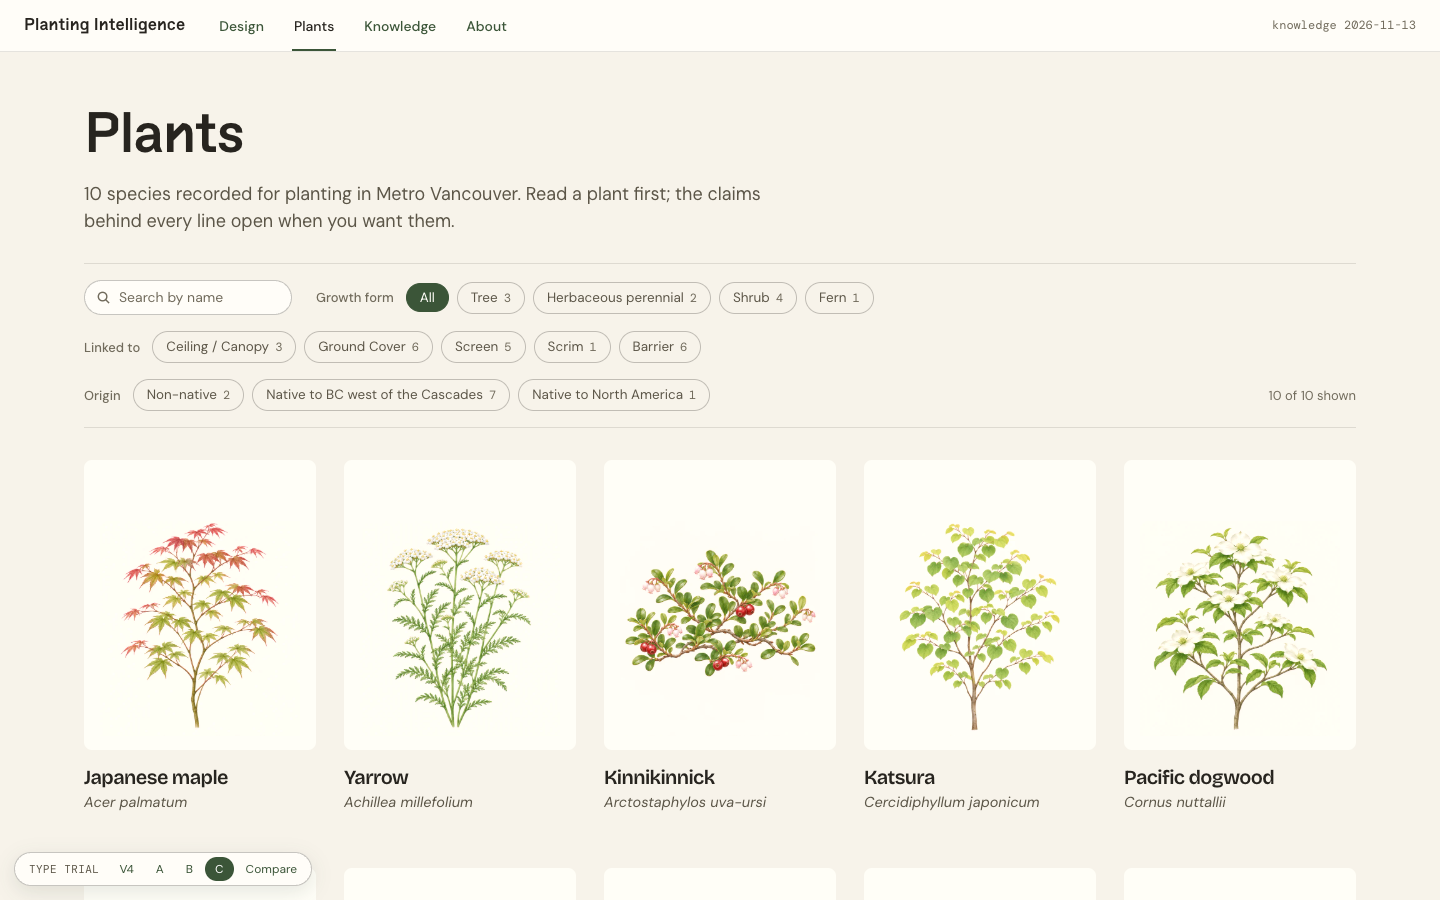 Planting Intelligence Design Plants Knowledge About knowledge 2026-11-13
Plants
10 species recorded for planting in Metro Vancouver. Read a plant first; the claims
behind every line open when you want them.
Search by name Growth form All Tree 3 Herbaceous perennial 2 Shrub 4 Fern 1
Linked to Ceiling / Canopy 3 Ground Cover 6 Screen 5 Scrim 1 Barrier 6
Origin Non-native 2 Native to BC west of the Cascades 7 Native to North America 1 10 of 10 shown
Japanese maple Yarrow Kinnikinnick Katsura Pacific dogwood
Acer palmatum Achillea millefolium Arctostaphylos uva-ursi Cercidiphyllum japonicum Cornus nuttallii
TYPE TRIAL V4 A B C Compare